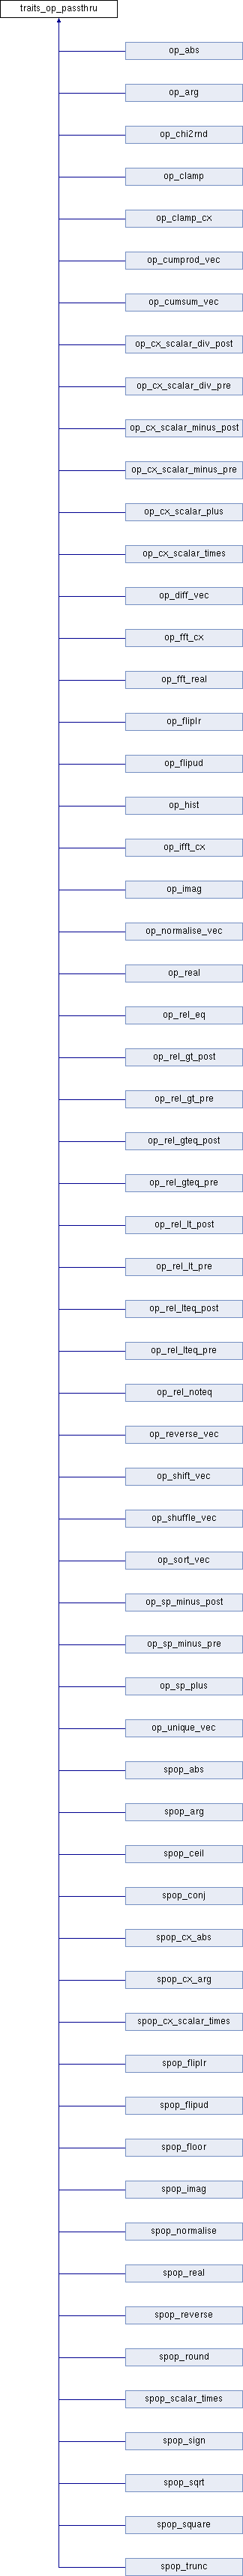 traits_op_passthru
op_abs
op_arg
op_chi2rnd
op_clamp
op_clamp_cx
op_cumprod_vec
op_cumsum_vec
op_cx_scalar_div_post
op_cx_scalar_div_pre
op_cx_scalar_minus_post
op_cx_scalar_minus_pre
op_cx_scalar_plus
op_cx_scalar_times
op_diff_vec
op_fft_cx
op_fft_real
op_fliplr
op_flipud
op_hist
op_ifft_cx
op_imag
op_normalise_vec
op_real
op_rel_eq
op_rel_gt_post
op_rel_gt_pre
op_rel_gteq_post
op_rel_gteq_pre
op_rel_lt_post
op_rel_lt_pre
op_rel_lteq_post
op_rel_lteq_pre
op_rel_noteq
op_reverse_vec
op_shift_vec
op_shuffle_vec
op_sort_vec
op_sp_minus_post
op_sp_minus_pre
op_sp_plus
op_unique_vec
spop_abs
spop_arg
spop_ceil
spop_conj
spop_cx_abs
spop_cx_arg
spop_cx_scalar_times
spop_fliplr
spop_flipud
spop_floor
spop_imag
spop_normalise
spop_real
spop_reverse
spop_round
spop_scalar_times
spop_sign
spop_sqrt
spop_square
spop_trunc